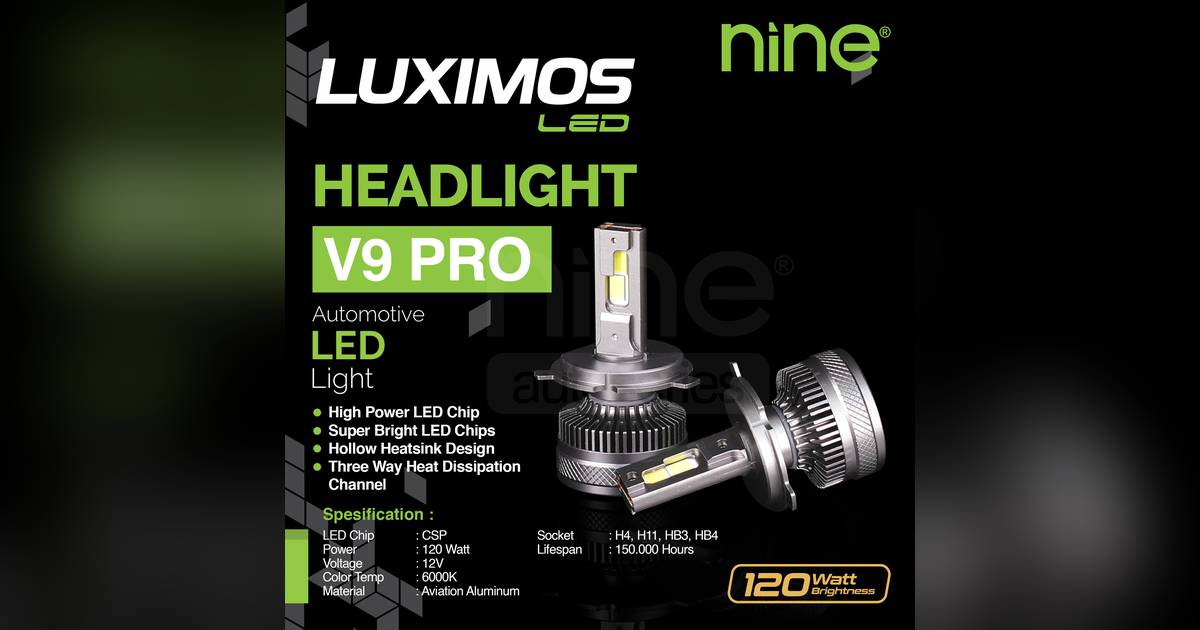 nine®
LUXIMOS
LED
HEADLIGHT
V9 PRO
nine®
Automotive
LED
Light
High Power LED Chip
Super Bright LED Chips
Hollow Heatsink Design
Three Way Heat Dissipation
Channel
Spesification :
LED Chip : CSP
Power : 120 Watt
Voltage : 12V
Color Temp : 6000K
Material : Aviation Aluminum
Socket : H4, H11, HB3, HB4
Lifespan : 150.000 Hours
120 Watt
Brightness